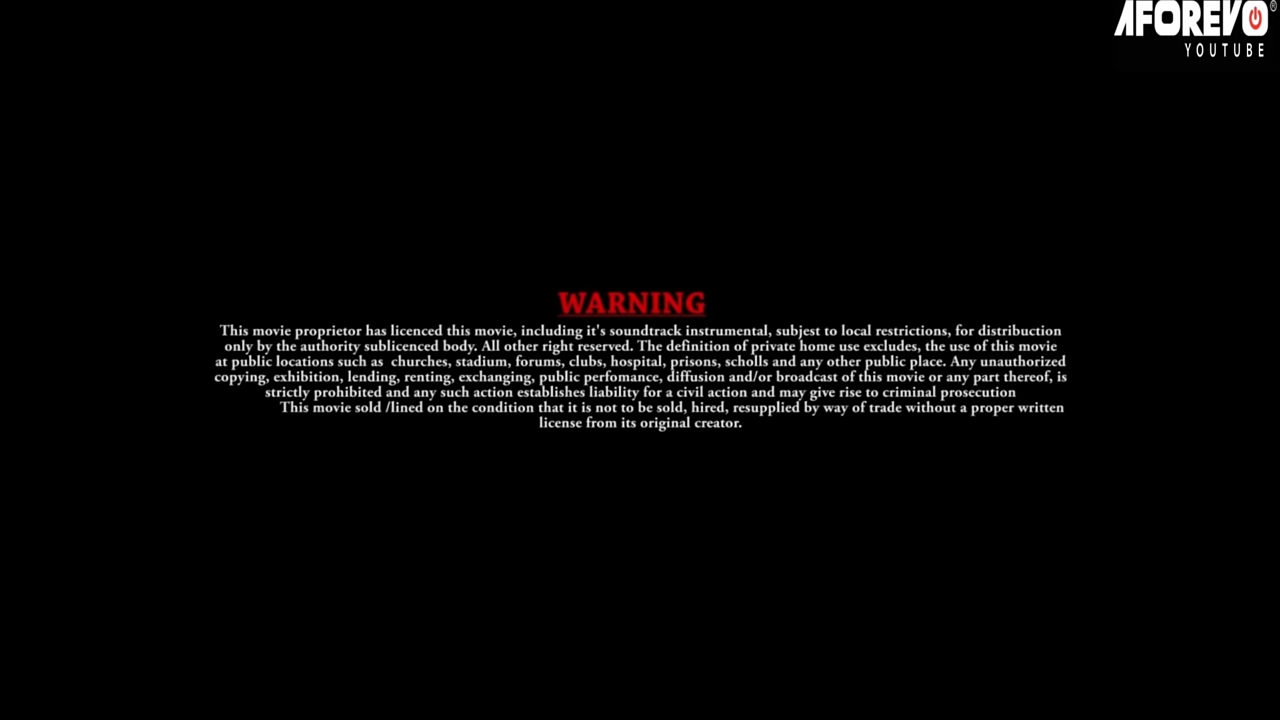 AFOREVO®
YOUTUBE
WARNING
This movie proprietor has licenced this movie, including it's soundtrack instrumental, subjest to local restrictions, for distribcution
only by the authority sublicenced body. All other right reserved. The definition of private home use excludes, the use of this movie
at public locations such as churches, stadium, forums, clubs, hospital, prisons, scholls and any other public place. Any unauthorized
copying, exhibition, lending, renting, exchanging, public perfomance, diffusion and/or broadcast of this movie or any part thereof, is
strictly prohibited and any such action establishes liability for a civil action and may give rise to criminal prosecution
This movie sold /lined on the condition that it is not to be sold, hired, resupplied by way of trade without a proper written
license from its original creator.